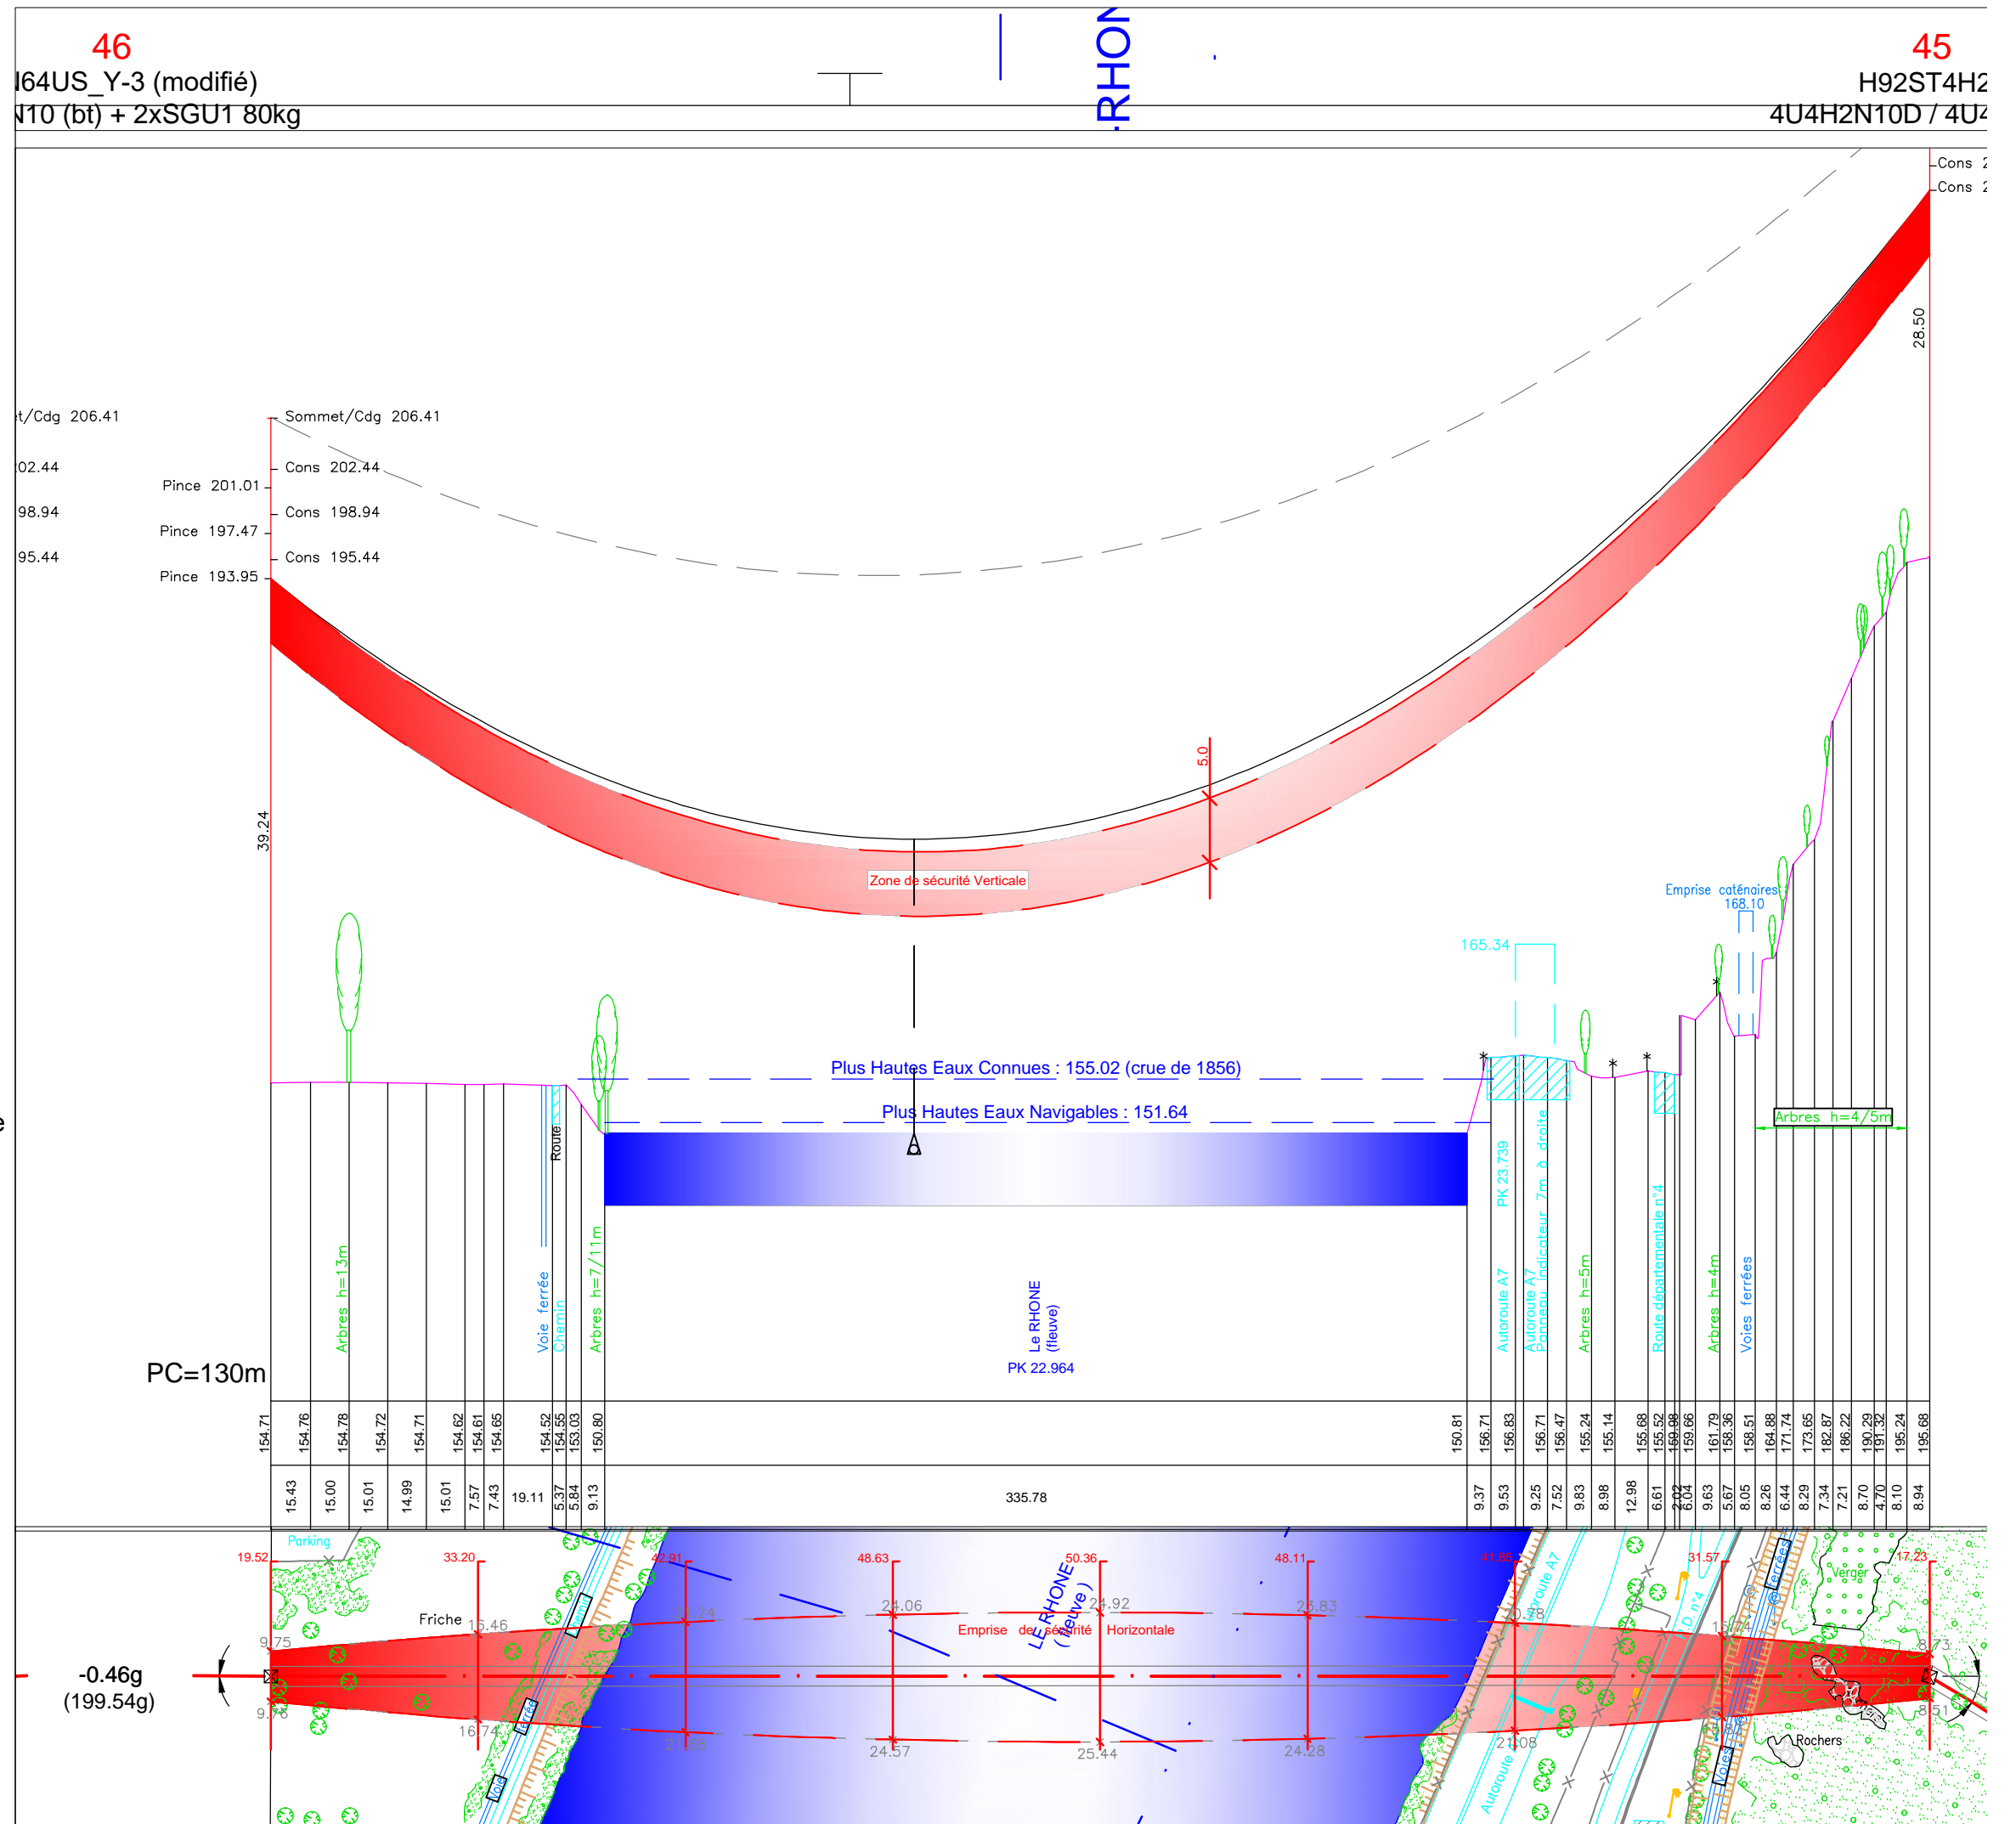 46
N64US_Y-3 (modifié)
N10 (bt) + 2xSGU1 80kg
RHON
45
H92ST4H2
4U4H2N10D / 4U4
Cons 2
Cons 2
28.50
t/Cdg 206.41
02.44
98.94
95.44
Sommet/Cdg 206.41
Cons 202.44
Pince 201.01
Cons 198.94
Pince 197.47
Cons 195.44
Pince 193.95
39.24
5.0
Zone de sécurité Verticale
Emprise caténaires
168.10
165.34
Plus Hautes Eaux Connues : 155.02 (crue de 1856)
Plus Hautes Eaux Navigables : 151.64
Arbres h=4/5m
Arbres h=13m
Voie ferrée
Route
Chemin
Arbres h=7/11m
Le RHONE
(fleuve)
PK 22.964
Autoroute A7 PK 23.739
Autoroute A7
Panneau indicateur 7m à droite
Arbres h=5m
Route départementale n°4
Arbres h=4m
Voies ferrées
PC=130m
154.71 154.76 154.78 154.72 154.71 154.62 154.61 154.65 154.52 154.55 153.03 150.80 150.81 156.71 156.83 156.71 156.47 155.24 155.14 155.68 155.52 159.98 159.66 161.79 158.36 158.51 164.88 171.74 173.65 182.87 186.22 190.29 191.32 195.24 195.68
15.43 15.00 15.01 14.99 15.01 7.57 7.43 19.11 5.37 5.84 9.13 335.78 9.37 9.53 9.25 7.52 9.83 8.98 12.98 6.61 2.02 6.04 9.63 5.67 8.05 8.26 6.44 8.29 7.34 7.21 8.70 4.70 8.10 8.94
Parking
19.52 33.20 42.91 48.63 50.36 48.11 41.85 31.57 17.23
Friche
9.75 16.46 24.06 24.92 23.83 20.78 15.74 8.73
Emprise de sécurité Horizontale
LE RHONE
( fleuve )
Autoroute A7
D. n°4
ferrées
Verger
-0.46g
(199.54g)
9.76 16.74 24.57 25.44 24.28 21.08 8.51
ferrée
Voie
Autoroute
Voies
Rochers